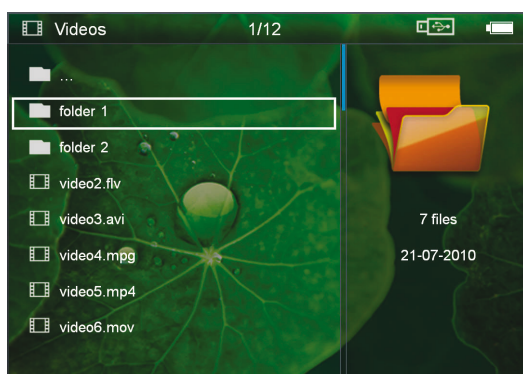 Videos 1/12
...
folder 1
folder 2
video2.flv
video3.avi
video4.mpg
video5.mp4
video6.mov
7 files
21-07-2010